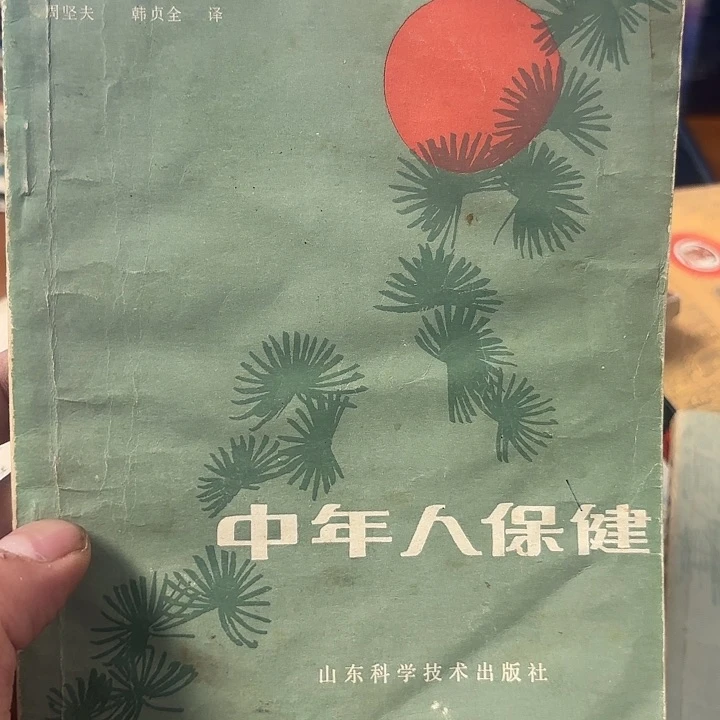 周坚夫 韩贞全 译
中年人保健
山东科学技术出版社